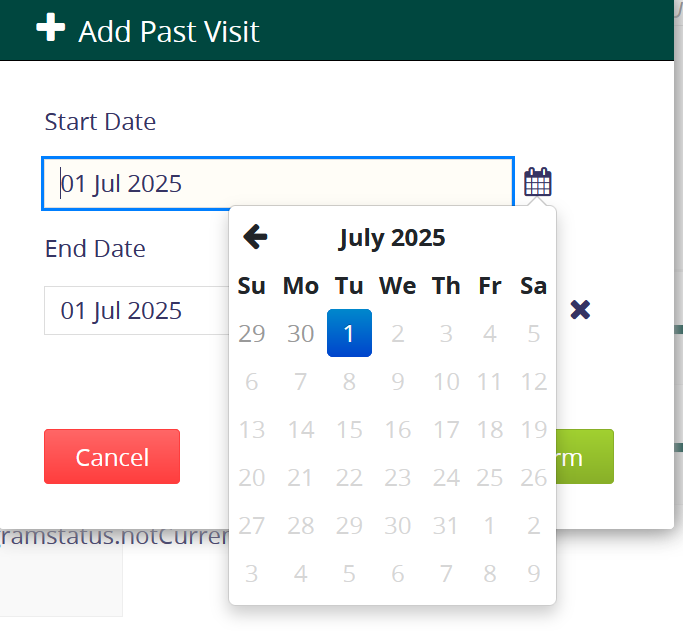 Add Past Visit
Start Date
01 Jul 2025
July 2025
End Date
Su Mo Tu We Th Fr Sa
01 Jul 2025
29 30 1 2 3 4 5
6 7 8 9 10 11 12
13 14 15 16 17 18 19
Cancel
rm
20 21 22 23 24 25 26
27 28 29 30 31 1 2
ramstatus.notCurren
3 4 5 6 7 8 9